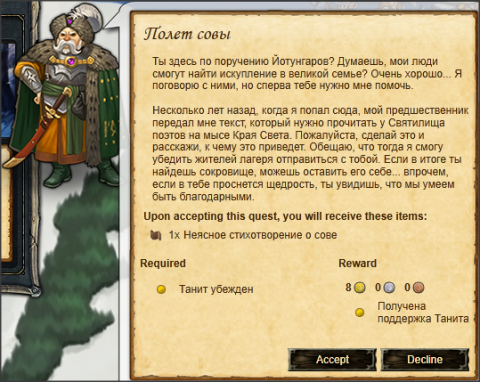 Полет совы
Ты здесь по поручению Йотунгаров? Думаешь, мои люди
смогут найти искупление в великой семье? Очень хорошо... Я
поговорю с ними, но сперва тебе нужно мне помочь.
Несколько лет назад, когда я попал сюда, мой предшественник
передал мне текст, который нужно прочитать у Святилища
поэтов на мысе Края Света. Пожалуйста, сделай это и
расскажи, к чему это приведет. Обещаю, что тогда я смогу
убедить жителей лагеря отправиться с тобой. Если в итоге ты
найдешь сокровище, можешь оставить его себе... впрочем,
если в тебе проснется щедрость, ты увидишь, что мы умеем
быть благодарными.
Upon accepting this quest, you will receive these items:
1x Неясное стихотворение о сове
Required
Reward
Танит убежден
8 0 0
Получена
поддержка Танита
Accept
Decline